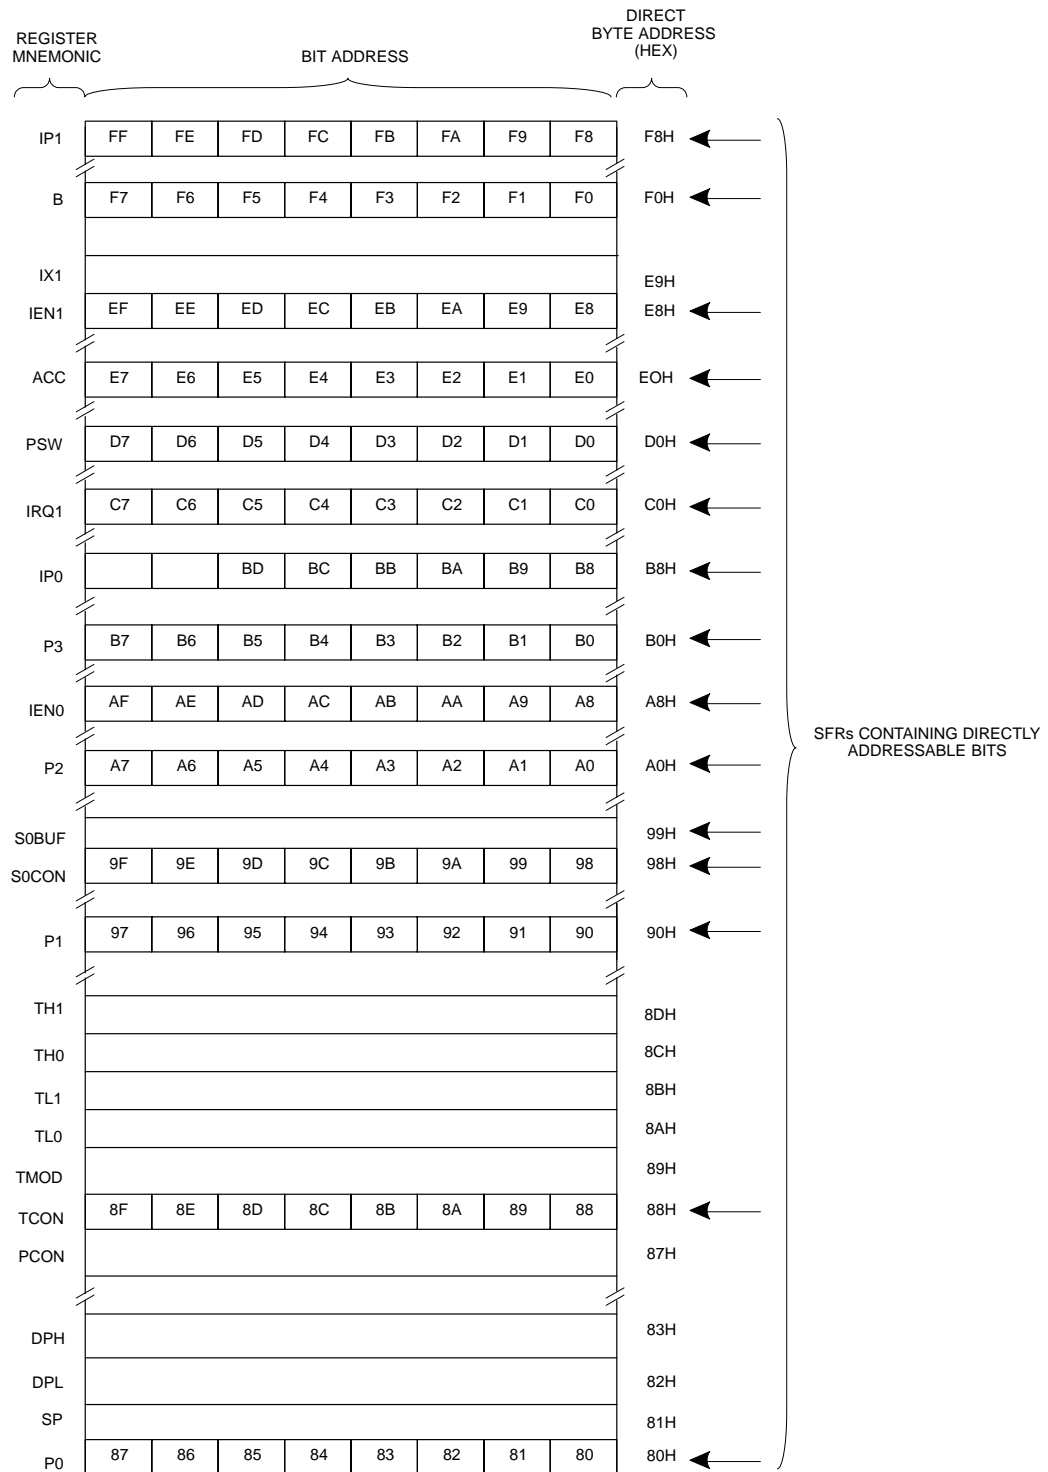 REGISTER
MNEMONIC
BIT ADDRESS
DIRECT
BYTE ADDRESS
(HEX)
IP1 FF FE FD FC FB FA F9 F8 F8H
B F7 F6 F5 F4 F3 F2 F1 F0 F0H
IX1 E9H
IEN1 EF EE ED EC EB EA E9 E8 E8H
ACC E7 E6 E5 E4 E3 E2 E1 E0 EOH
PSW D7 D6 D5 D4 D3 D2 D1 D0 D0H
IRQ1 C7 C6 C5 C4 C3 C2 C1 C0 C0H
IP0 BD BC BB BA B9 B8 B8H
P3 B7 B6 B5 B4 B3 B2 B1 B0 B0H
IEN0 AF AE AD AC AB AA A9 A8 A8H
SFRs CONTAINING DIRECTLY
ADDRESSABLE BITS
P2 A7 A6 A5 A4 A3 A2 A1 A0 A0H
S0BUF 99H
S0CON 9F 9E 9D 9C 9B 9A 99 98 98H
P1 97 96 95 94 93 92 91 90 90H
TH1 8DH
TH0 8CH
TL1 8BH
TL0 8AH
TMOD 89H
TCON 8F 8E 8D 8C 8B 8A 89 88 88H
PCON 87H
DPH 83H
DPL 82H
SP 81H
P0 87 86 85 84 83 82 81 80 80H